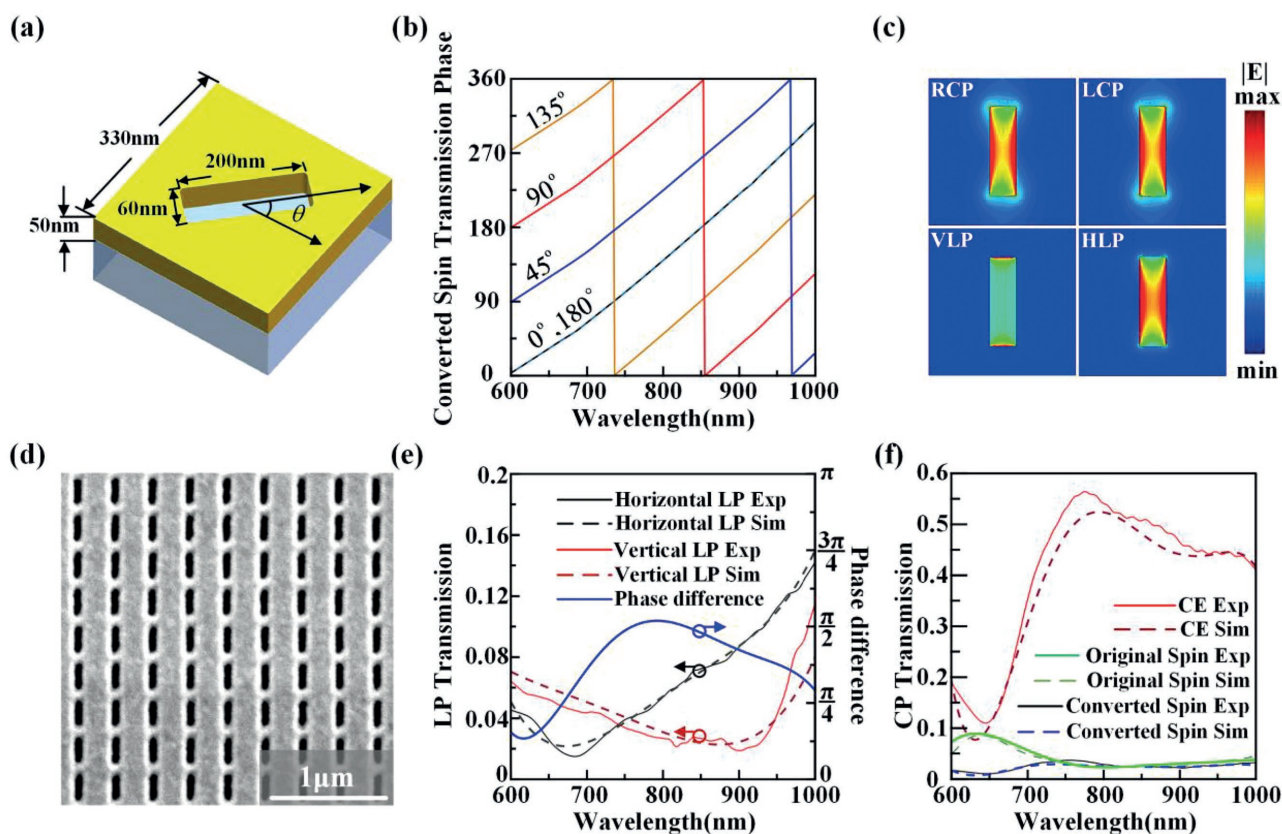 (a)
330nm
200nm
60nm
50nm
θ
(b)
Converted Spin Transmission Phase
360
270
180
90
0
135°
90°
45°
0° ,180°
600 700 800 900 1000
Wavelength(nm)
(c)
RCP LCP
VLP HLP
|E|
max
min
(d)
1μm
(e)
LP Transmission
0.2
0.16
0.12
0.08
0.04
0
Horizontal LP Exp
Horizontal LP Sim
Vertical LP Exp
Vertical LP Sim
Phase difference
π
3π
4
π
2
π
4
0
Phase difference
600 700 800 900 1000
Wavelength(nm)
(f)
CP Transmission
0.6
0.5
0.4
0.3
0.2
0.1
0
CE Exp
CE Sim
Original Spin Exp
Original Spin Sim
Converted Spin Exp
Converted Spin Sim
600 700 800 900 1000
Wavelength(nm)